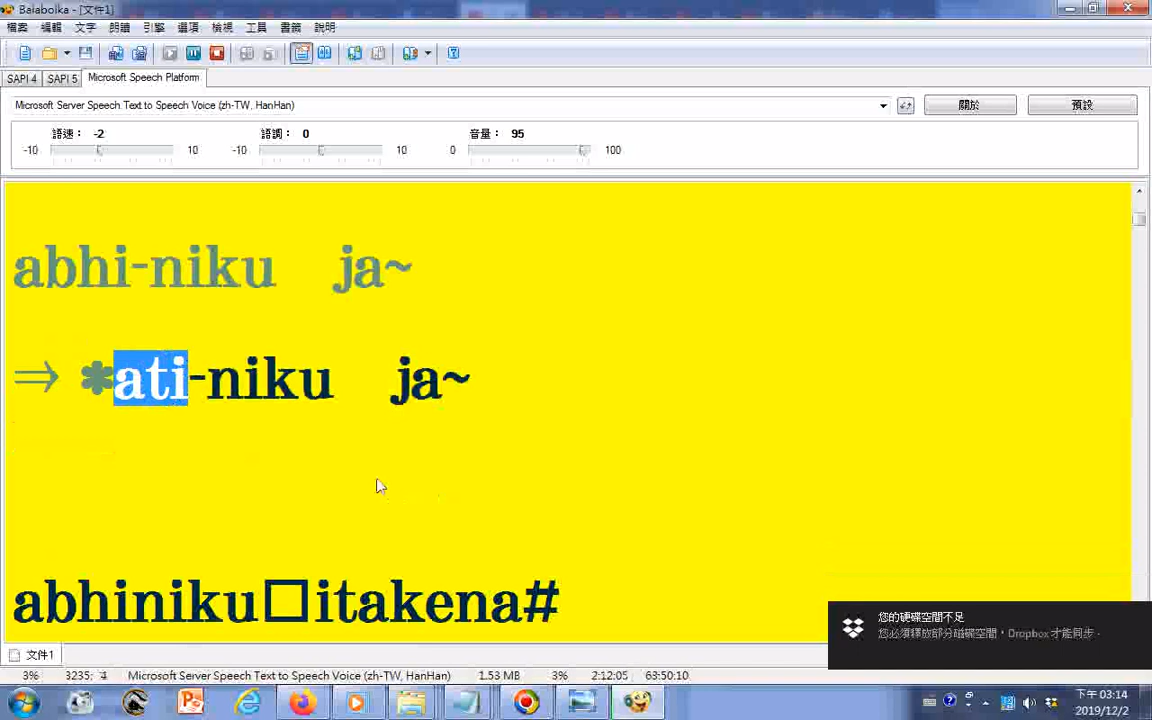 Balabolka - [文件1]
檔案 編輯 文字 朗讀 引擎 選項 檢視 工具 書籤 說明
SAPI 4 SAPI 5 Microsoft Speech Platform
Microsoft Server Speech Text to Speech Voice (zh-TW, HanHan) 關於 預設
語速： -2 語調： 0 音量： 95
-10 10 -10 10 0 100
abhi-niku ja~
⇒ *ati-niku ja~
abhiniku□itakena#
您的硬碟空間不足
您必須釋放部分磁碟空間，Dropbox 才能同步。
文件1
3% 3235: 4 Microsoft Server Speech Text to Speech Voice (zh-TW, HanHan) 1.53 MB 3% 2:12:05 63:50:10
下午 03:14
2019/12/2